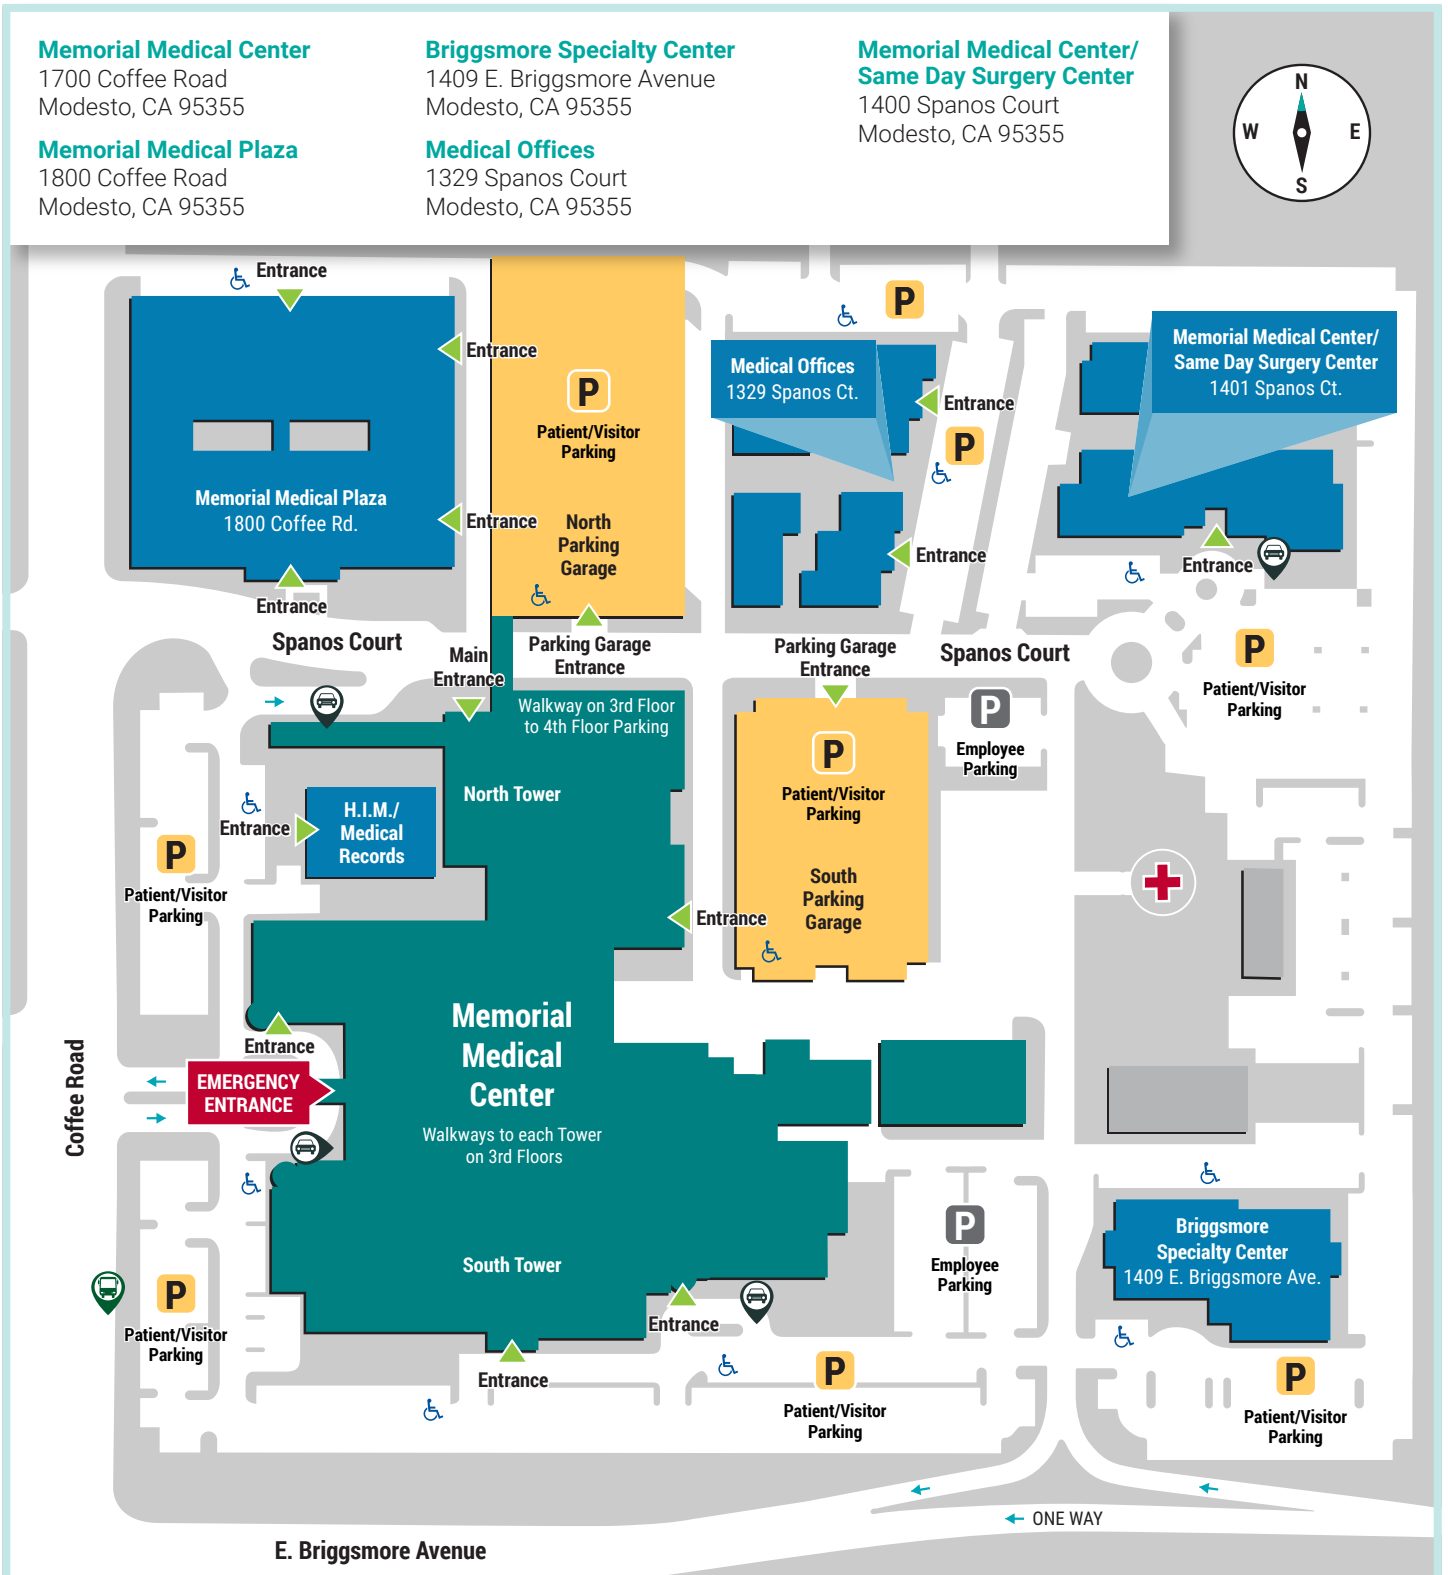 Memorial Medical Center
1700 Coffee Road
Modesto, CA 95355
Memorial Medical Plaza
1800 Coffee Road
Modesto, CA 95355
Briggsmore Specialty Center
1409 E. Briggsmore Avenue
Modesto, CA 95355
Medical Offices
1329 Spanos Court
Modesto, CA 95355
Memorial Medical Center/
Same Day Surgery Center
1400 Spanos Court
Modesto, CA 95355
N
W
E
S
Entrance
Entrance
Entrance
Memorial Medical Plaza
1800 Coffee Rd.
Entrance
P
Patient/Visitor
Parking
North
Parking
Garage
P
Medical Offices
1329 Spanos Ct.
Entrance
P
Entrance
Memorial Medical Center/
Same Day Surgery Center
1401 Spanos Ct.
Entrance
Spanos Court
Main
Entrance
Parking Garage
Entrance
Parking Garage
Entrance
Spanos Court
P
Patient/Visitor
Parking
Walkway on 3rd Floor
to 4th Floor Parking
North Tower
P
Patient/Visitor
Parking
South
Parking
Garage
P
Employee
Parking
H.I.M./
Medical
Records
Entrance
P
Patient/Visitor
Parking
Entrance
Memorial
Medical
Center
Walkways to each Tower
on 3rd Floors
Entrance
EMERGENCY
ENTRANCE
Coffee Road
South Tower
P
Patient/Visitor
Parking
Entrance
Entrance
P
Employee
Parking
P
Patient/Visitor
Parking
Briggsmore
Specialty Center
1409 E. Briggsmore Ave.
P
Patient/Visitor
Parking
ONE WAY
E. Briggsmore Avenue